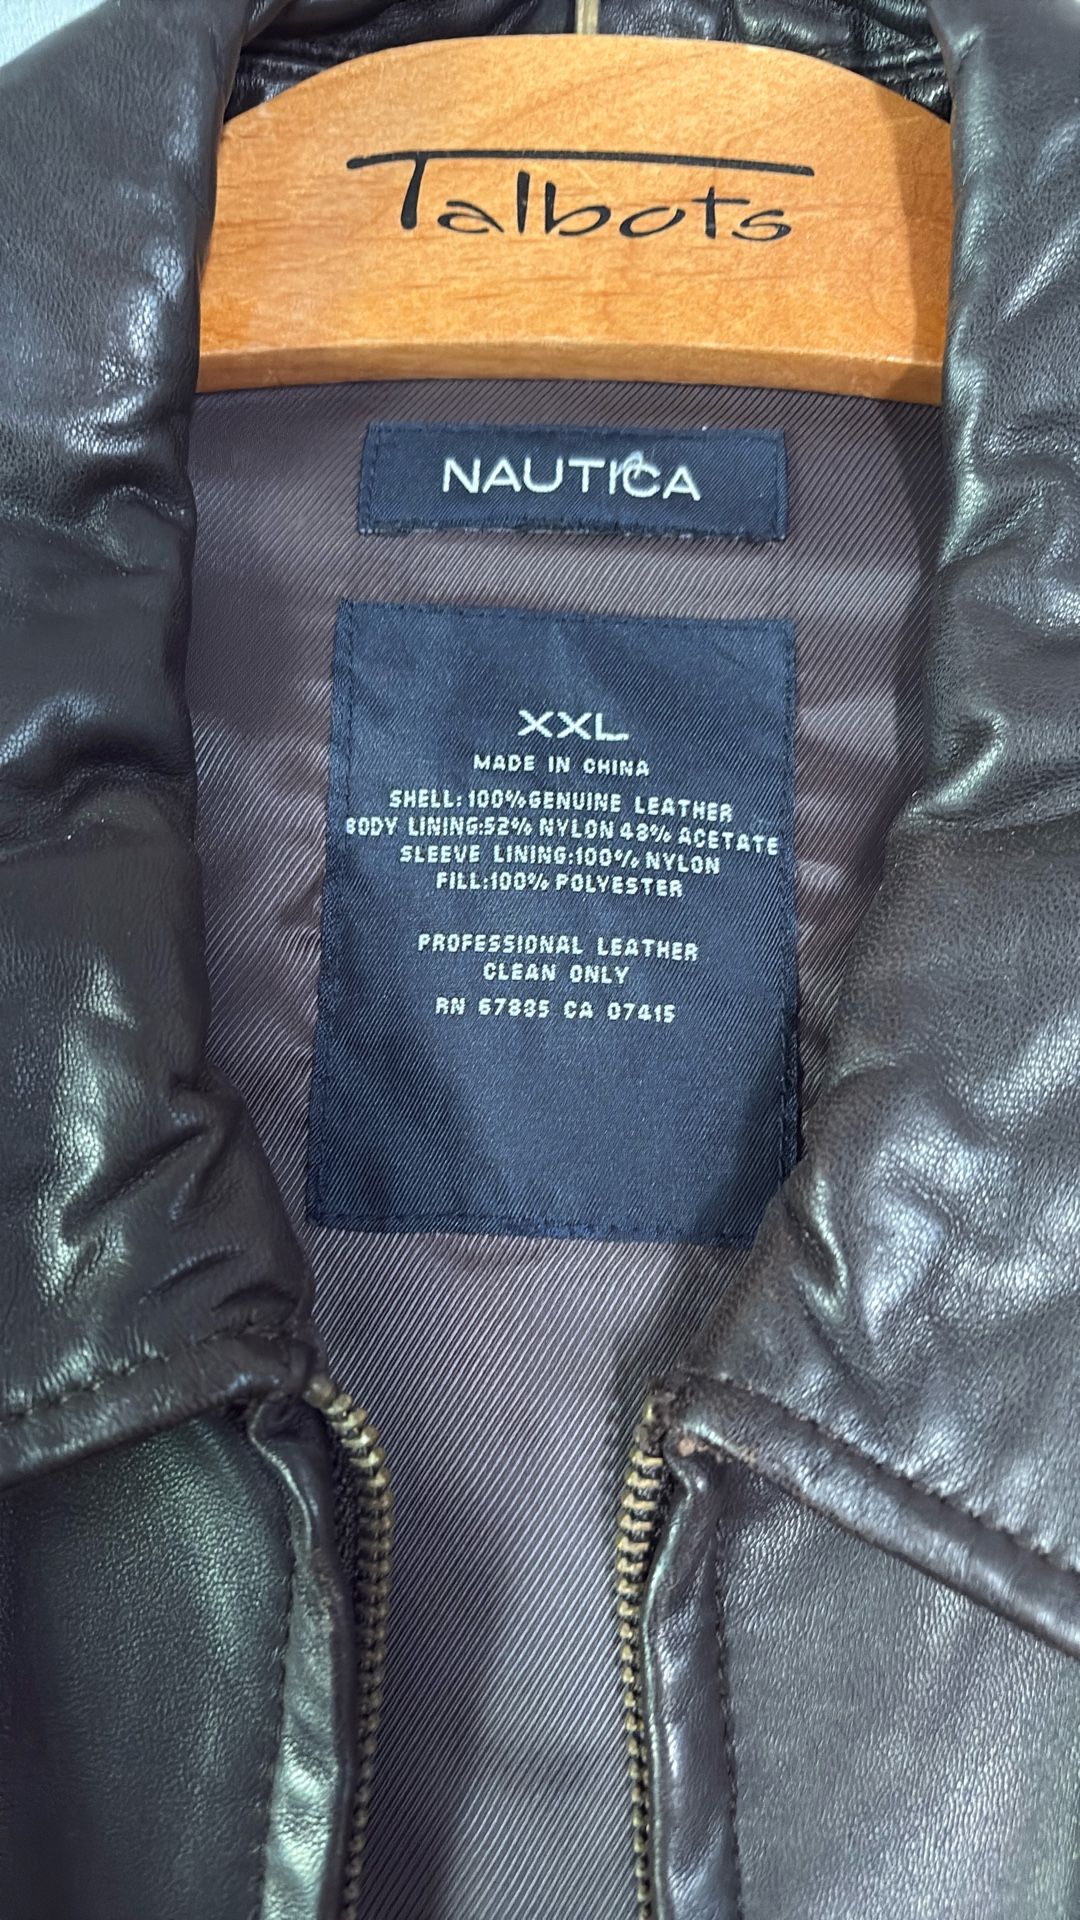 Talbots
NAUTICA
XXL
MADE IN CHINA
SHELL:100%GENUINE LEATHER
BODY LINING:52% NYLON 48% ACETATE
SLEEVE LINING:100% NYLON
FILL:100% POLYESTER
PROFESSIONAL LEATHER
CLEAN ONLY
RN 67835 CA 07415